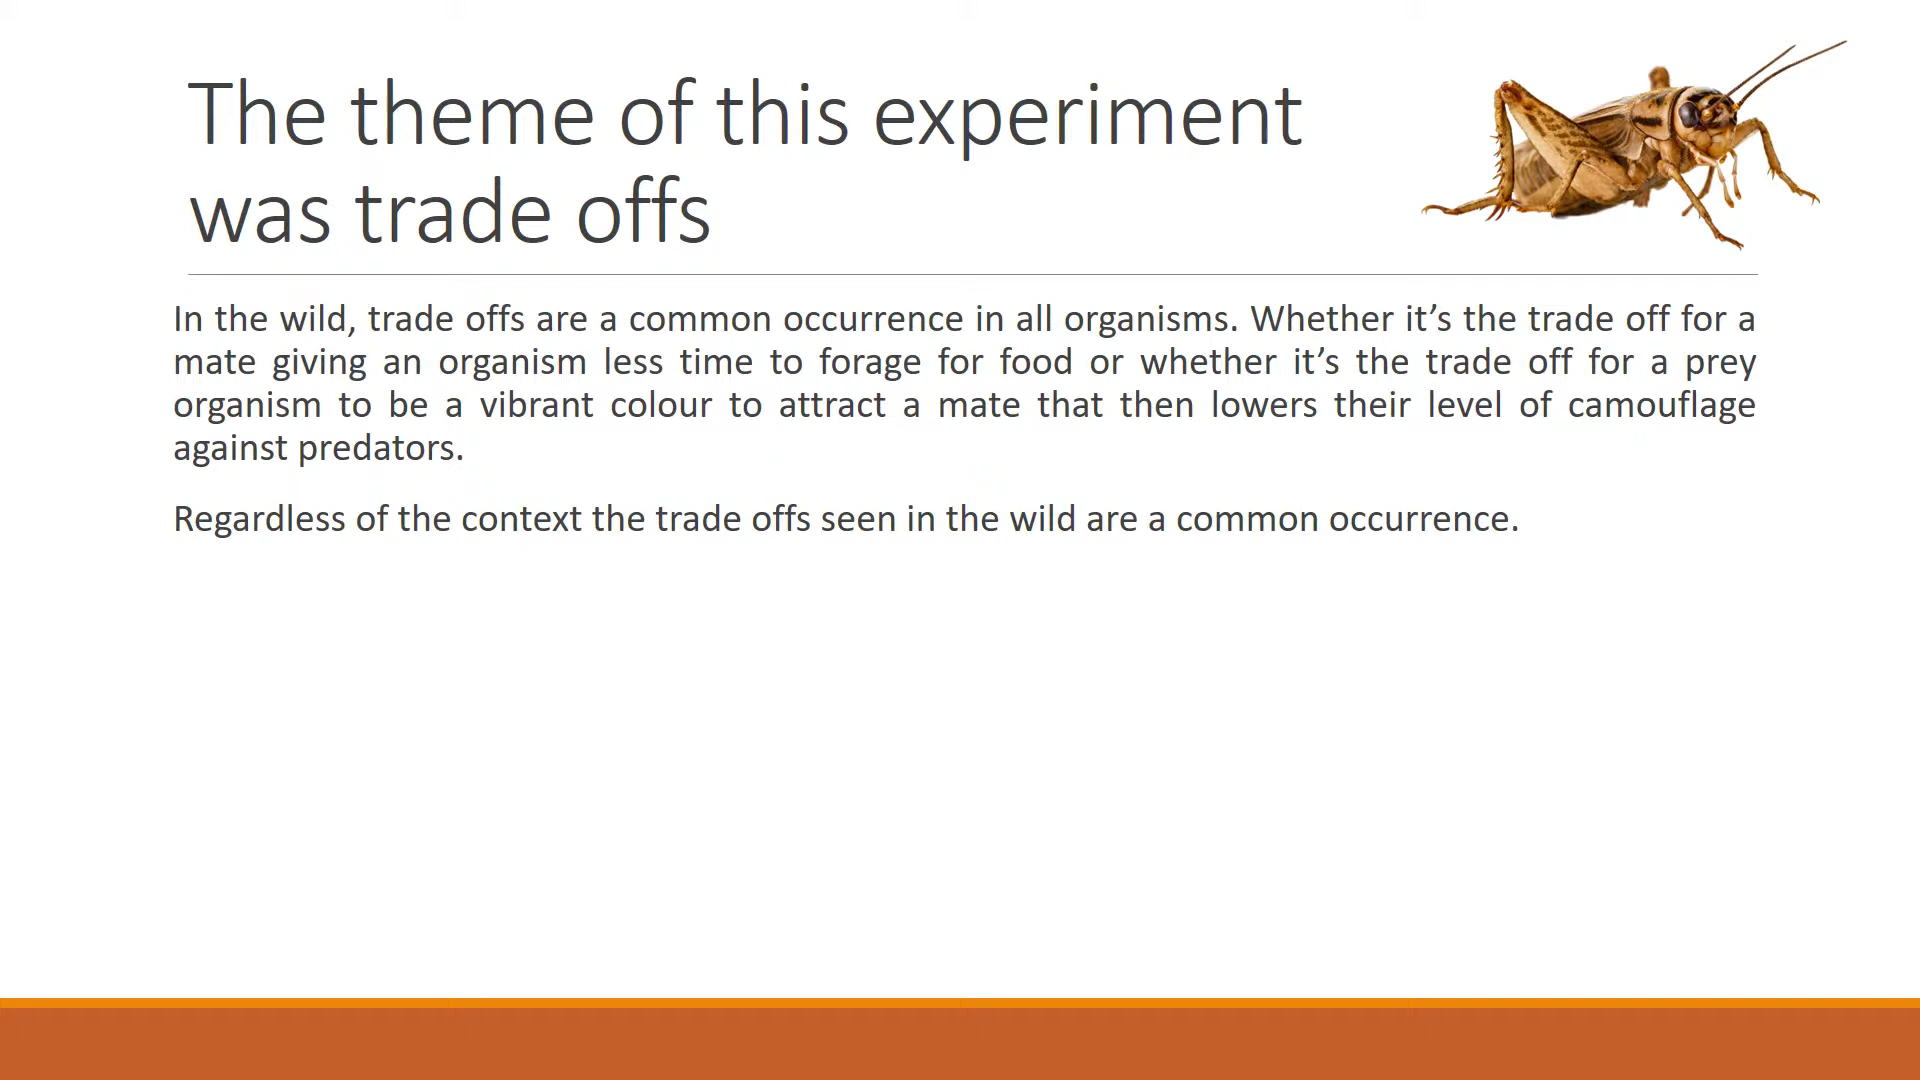 The theme of this experiment
was trade offs
In the wild, trade offs are a common occurrence in all organisms. Whether it’s the trade off for a
mate giving an organism less time to forage for food or whether it’s the trade off for a prey
organism to be a vibrant colour to attract a mate that then lowers their level of camouflage
against predators.
Regardless of the context the trade offs seen in the wild are a common occurrence.